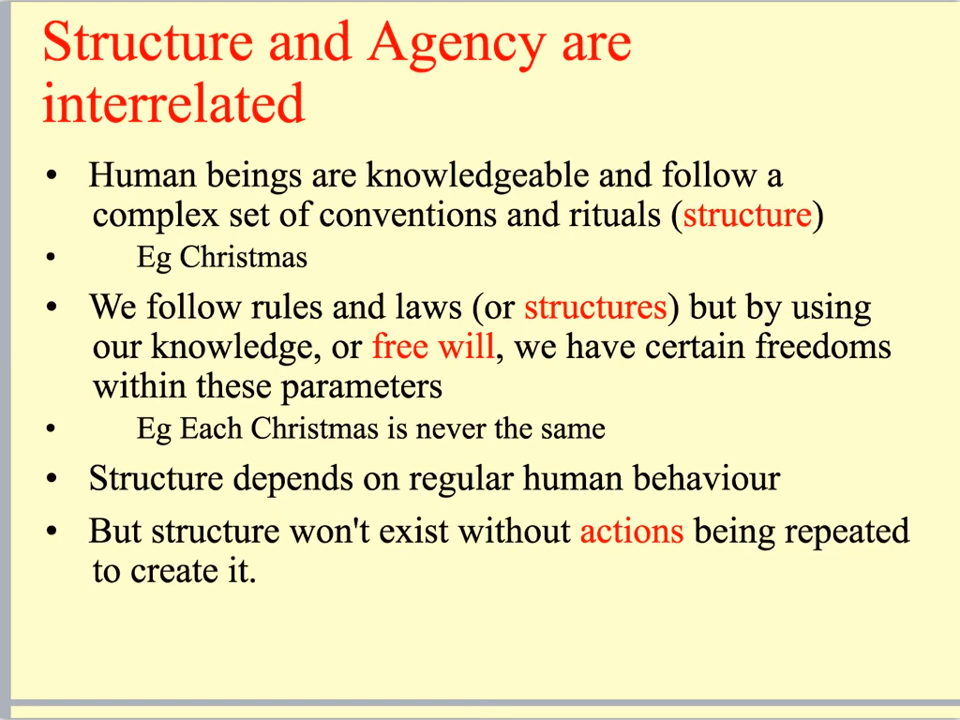 Structure and Agency are
interrelated
• Human beings are knowledgeable and follow a
complex set of conventions and rituals (structure)
• Eg Christmas
• We follow rules and laws (or structures) but by using
our knowledge, or free will, we have certain freedoms
within these parameters
• Eg Each Christmas is never the same
• Structure depends on regular human behaviour
• But structure won't exist without actions being repeated
to create it.